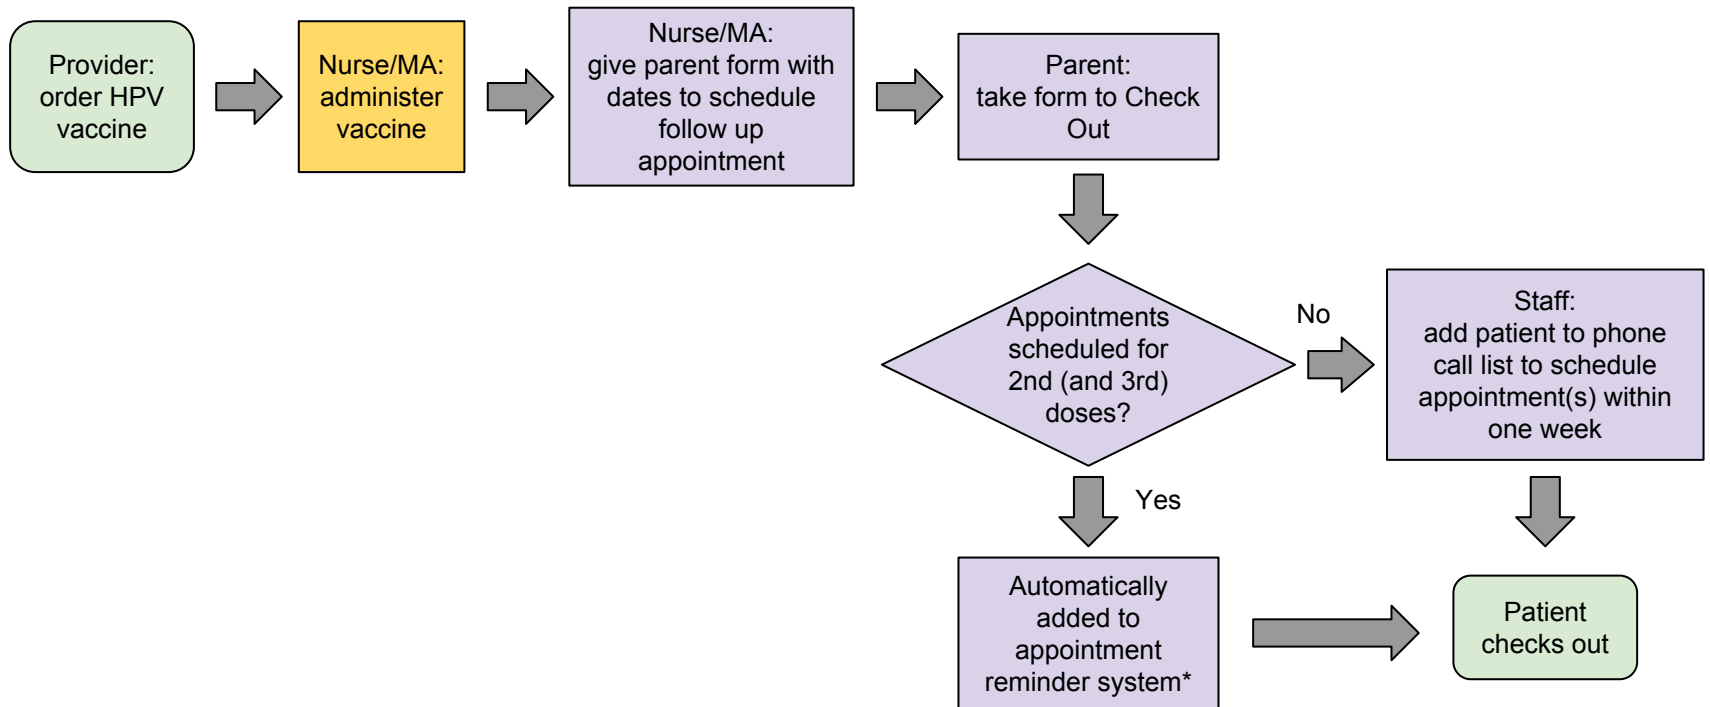 Provider:
order HPV
vaccine
Nurse/MA:
administer
vaccine
Nurse/MA:
give parent form with
dates to schedule
follow up
appointment
Parent:
take form to Check
Out
Appointments
scheduled for
2nd (and 3rd)
doses?
No
Staff:
add patient to phone
call list to schedule
appointment(s) within
one week
Yes
Automatically
added to
appointment
reminder system*
Patient
checks out